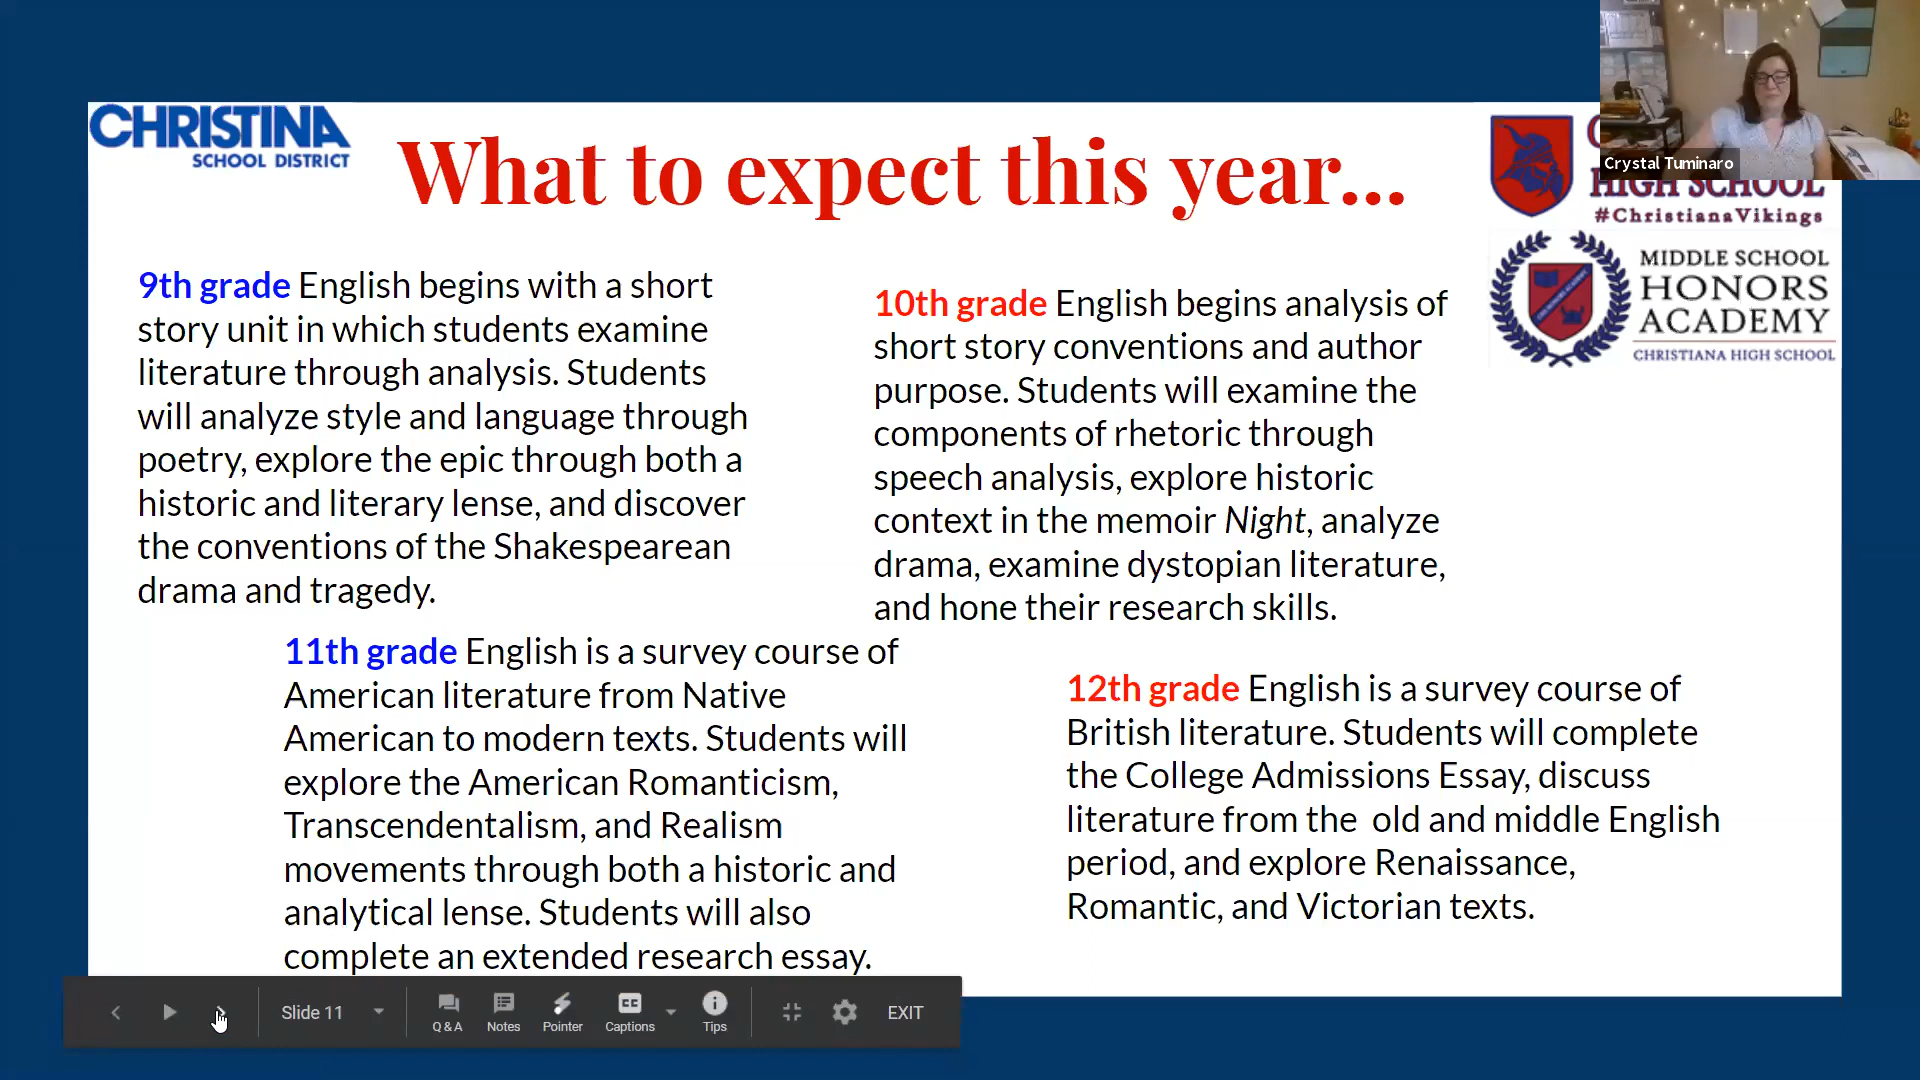 CHRISTINA
SCHOOL DISTRICT
What to expect this year...
Crystal Tuminaro
HIGH SCHOOL
#ChristianaVikings
MIDDLE SCHOOL
HONORS
ACADEMY
CHRISTIANA HIGH SCHOOL
9th grade English begins with a short
story unit in which students examine
literature through analysis. Students
will analyze style and language through
poetry, explore the epic through both a
historic and literary lense, and discover
the conventions of the Shakespearean
drama and tragedy.
10th grade English begins analysis of
short story conventions and author
purpose. Students will examine the
components of rhetoric through
speech analysis, explore historic
context in the memoir Night, analyze
drama, examine dystopian literature,
and hone their research skills.
11th grade English is a survey course of
American literature from Native
American to modern texts. Students will
explore the American Romanticism,
Transcendentalism, and Realism
movements through both a historic and
analytical lense. Students will also
complete an extended research essay.
12th grade English is a survey course of
British literature. Students will complete
the College Admissions Essay, discuss
literature from the old and middle English
period, and explore Renaissance,
Romantic, and Victorian texts.
Slide 11
Q & A
Notes
Pointer
CC
Captions
Tips
EXIT